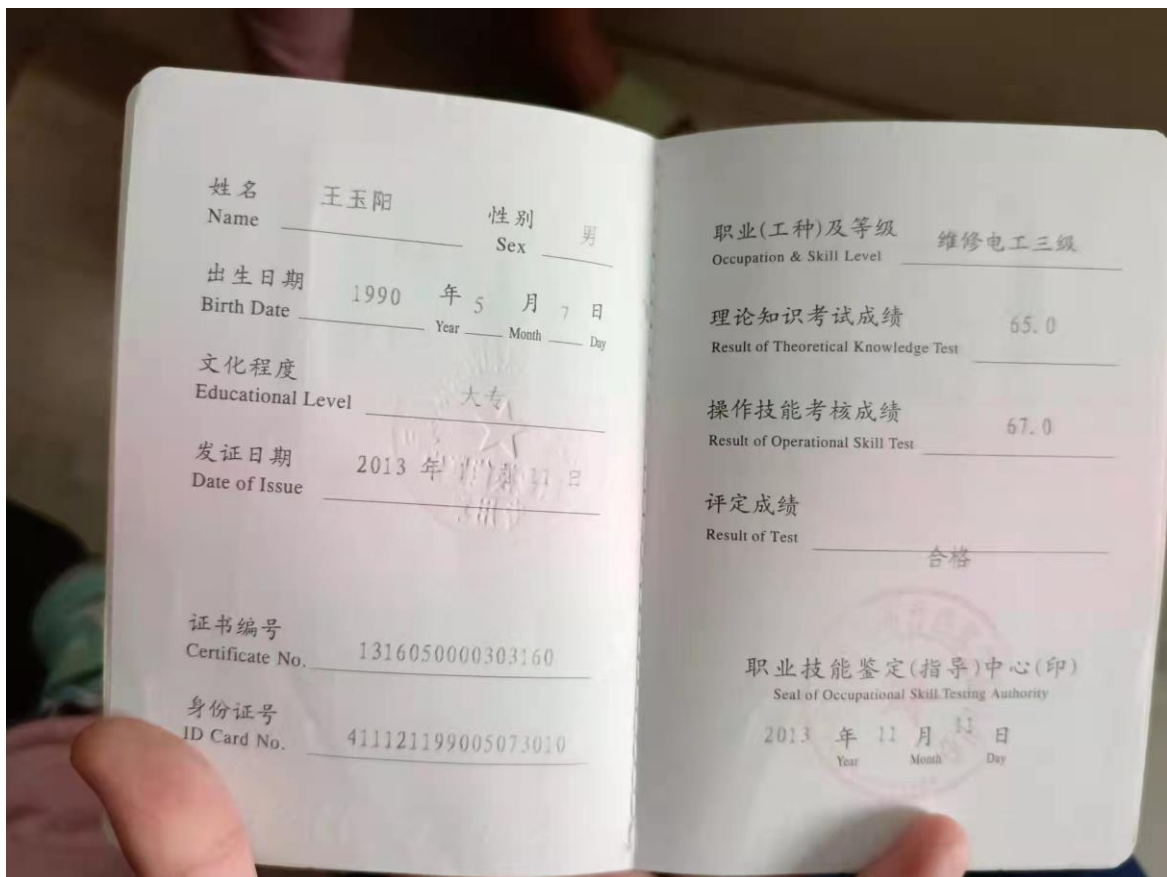 姓名 王玉阳 性别 男
Name Sex
出生日期 1990 年 5 月 7 日
Birth Date Year Month Day
文化程度 大专
Educational Level
发证日期 2013 年 11 日
Date of Issue
证书编号 1316050000303160
Certificate No.
身份证号 411121199005073010
ID Card No.
职业(工种)及等级 维修电工三级
Occupation & Skill Level
理论知识考试成绩 65.0
Result of Theoretical Knowledge Test
操作技能考核成绩 67.0
Result of Operational Skill Test
评定成绩
Result of Test
合格
职业技能鉴定(指导)中心(印)
Seal of Occupational Skill Testing Authority
2013 年 11 月 11 日
Year Month Day